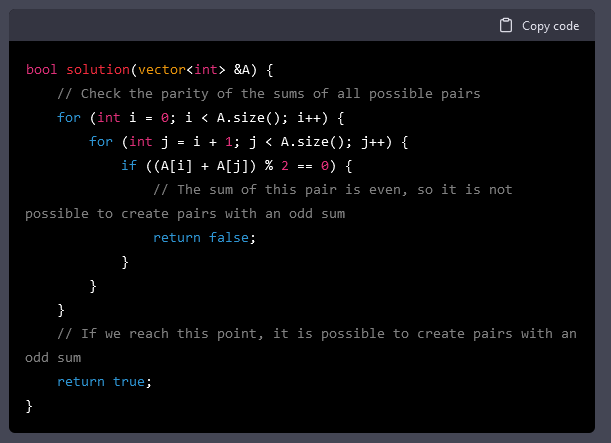 Copy code
bool solution(vector<int> &A) {
    // Check the parity of the sums of all possible pairs
    for (int i = 0; i < A.size(); i++) {
        for (int j = i + 1; j < A.size(); j++) {
            if ((A[i] + A[j]) % 2 == 0) {
                // The sum of this pair is even, so it is not
possible to create pairs with an odd sum
                return false;
            }
        }
    }
    // If we reach this point, it is possible to create pairs with an
odd sum
    return true;
}